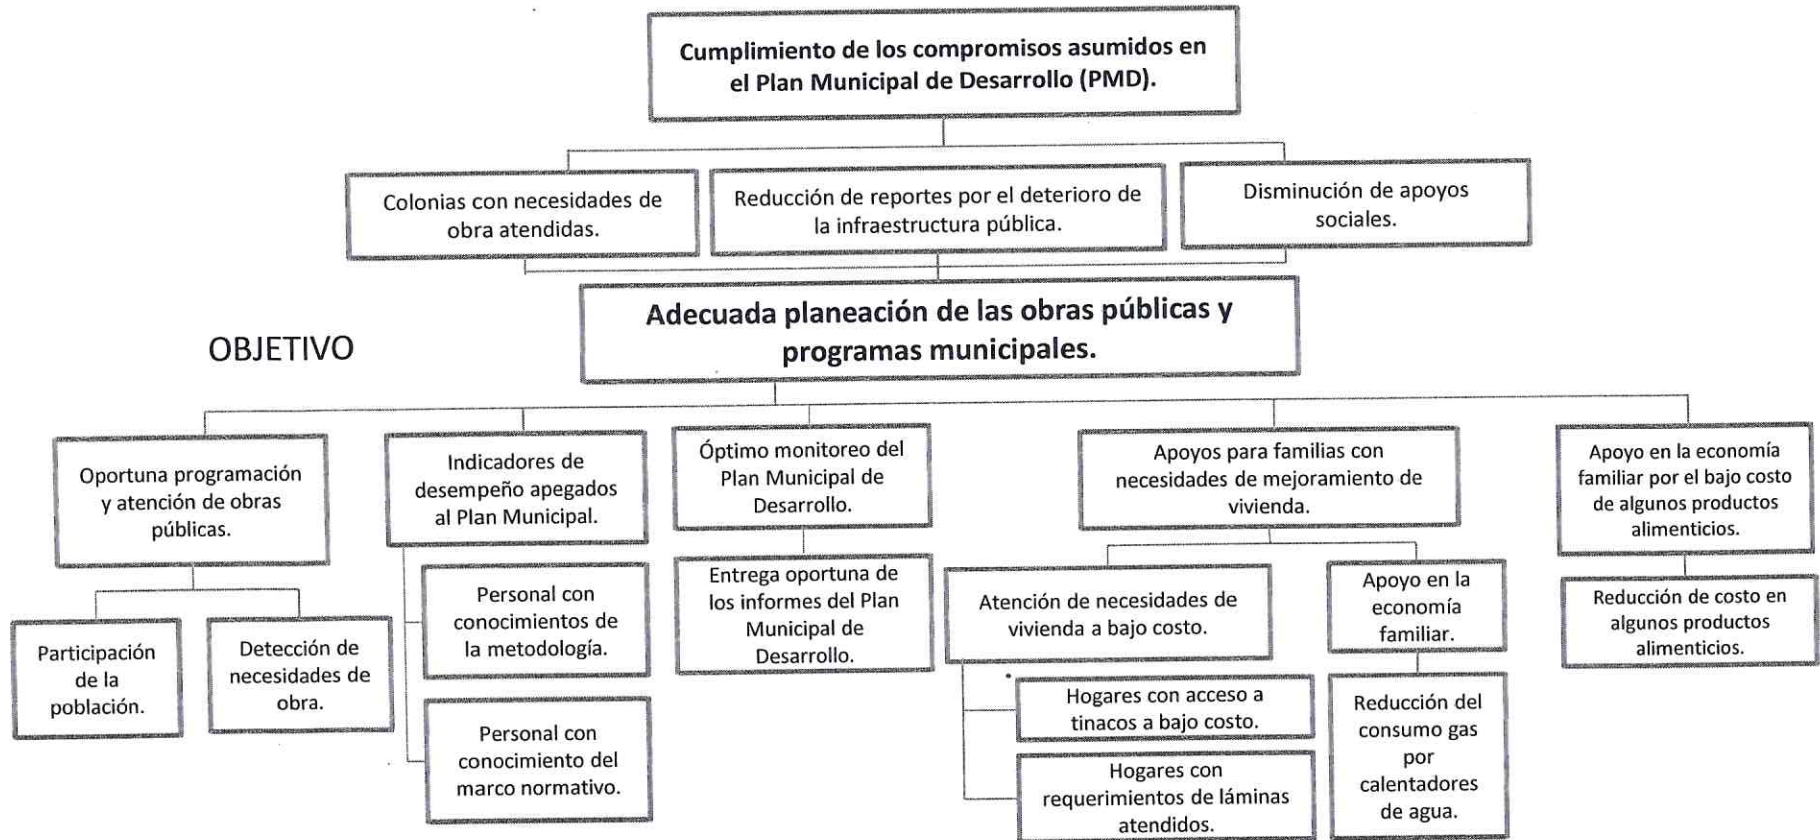 Cumplimiento de los compromisos asumidos en
el Plan Municipal de Desarrollo (PMD).
Colonias con necesidades de
obra atendidas.
Reducción de reportes por el deterioro de
la infraestructura pública.
Disminución de apoyos
sociales.
Adecuada planeación de las obras públicas y
programas municipales.
OBJETIVO
Oportuna programación
y atención de obras
públicas.
Participación
de la
población.
Detección de
necesidades de
obra.
Indicadores de
desempeño apegados
al Plan Municipal.
Personal con
conocimientos de
la metodología.
Personal con
conocimiento del
marco normativo.
Óptimo monitoreo del
Plan Municipal de
Desarrollo.
Entrega oportuna de
los informes del Plan
Municipal de
Desarrollo.
Apoyos para familias con
necesidades de mejoramiento de
vivienda.
Atención de necesidades de
vivienda a bajo costo.
Hogares con acceso a
tinacos a bajo costo.
Hogares con
requerimientos de láminas
atendidos.
Apoyo en la
economía
familiar.
Reducción del
consumo gas
por
calentadores
de agua.
Apoyo en la economía
familiar por el bajo costo
de algunos productos
alimenticios.
Reducción de costo en
algunos productos
alimenticios.